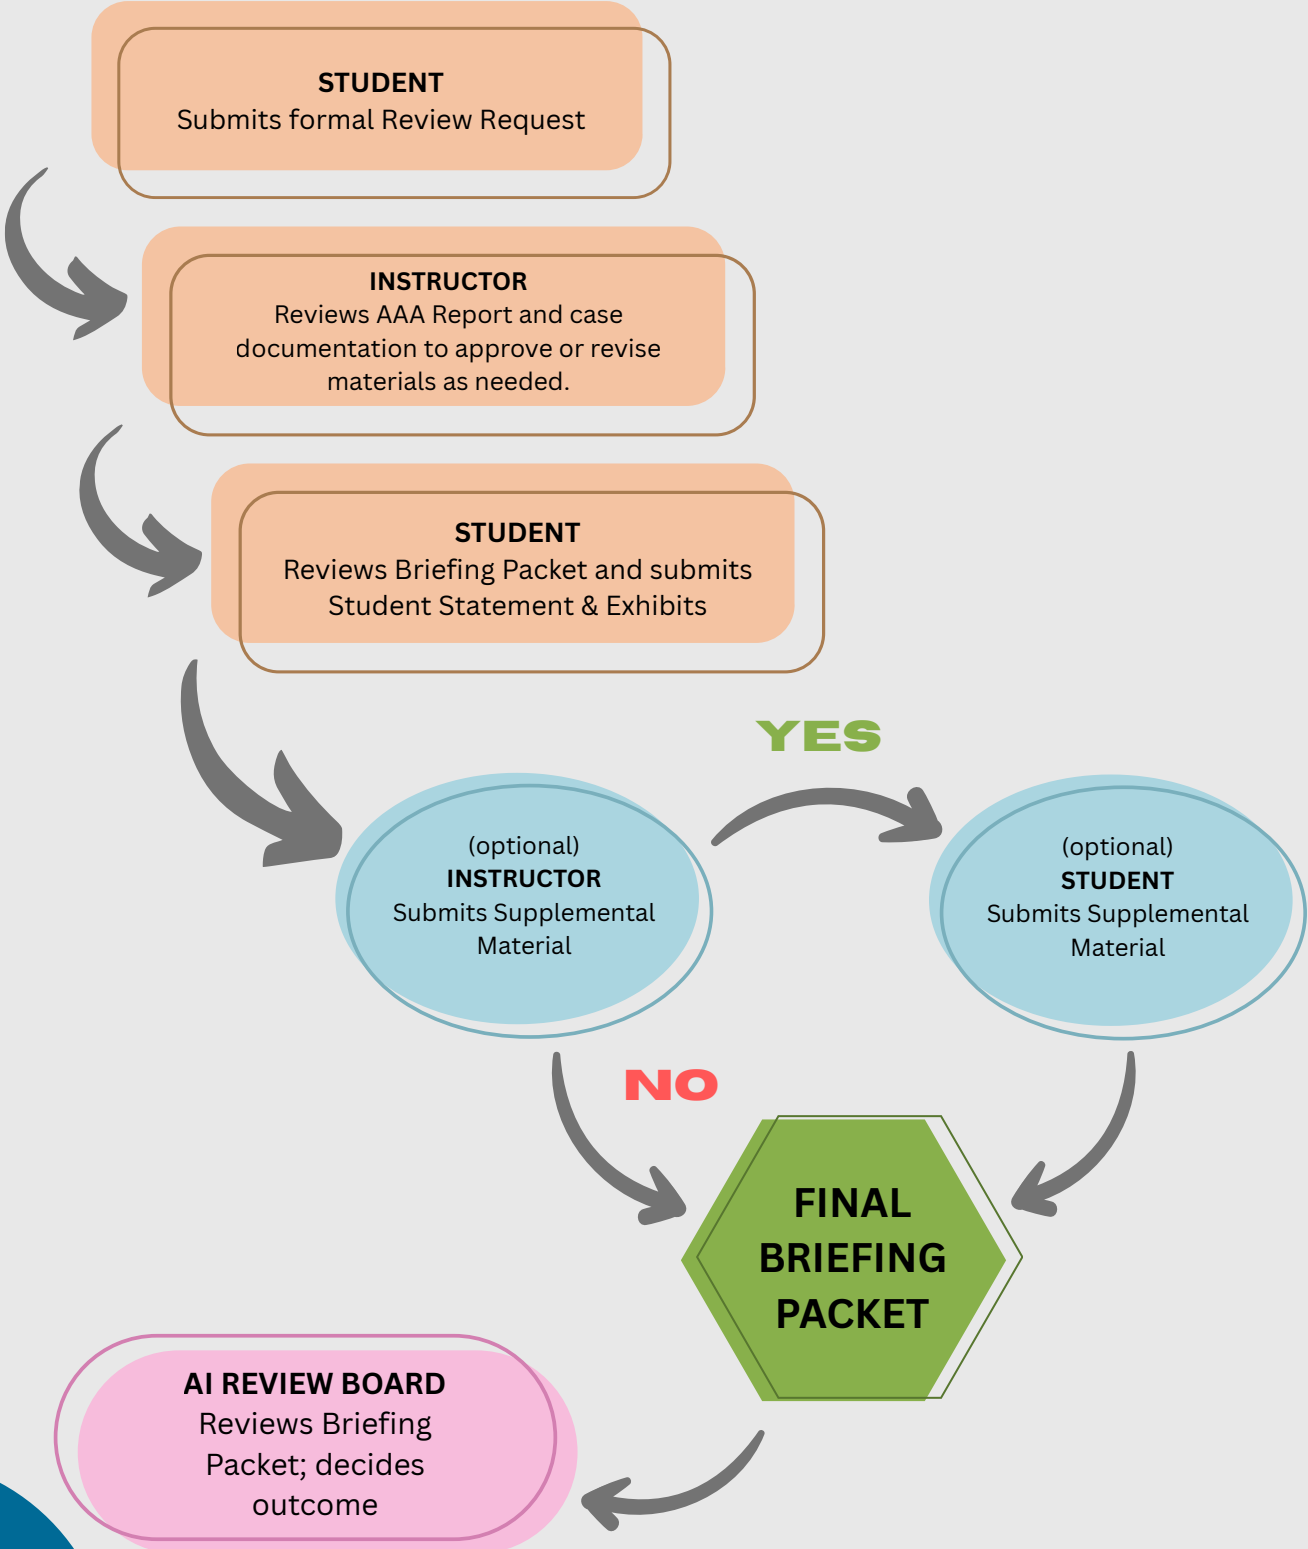 STUDENT
Submits formal Review Request
INSTRUCTOR
Reviews AAA Report and case
documentation to approve or revise
materials as needed.
STUDENT
Reviews Briefing Packet and submits
Student Statement & Exhibits
YES
(optional)
INSTRUCTOR
Submits Supplemental
Material
(optional)
STUDENT
Submits Supplemental
Material
NO
FINAL
BRIEFING
PACKET
AI REVIEW BOARD
Reviews Briefing
Packet; decides
outcome